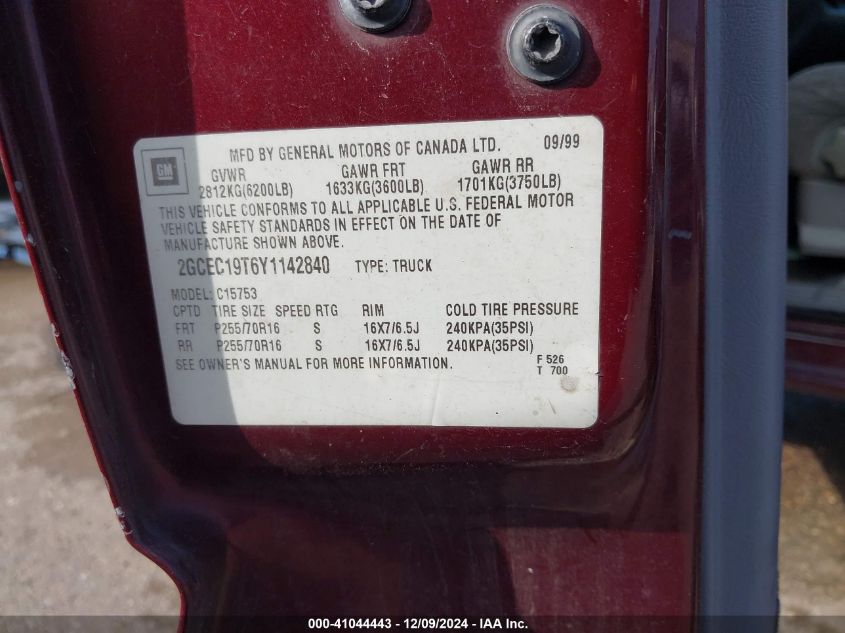 MFD BY GENERAL MOTORS OF CANADA LTD. 09/99
GM
GVWR GAWR FRT GAWR RR
2812KG(6200LB) 1633KG(3600LB) 1701KG(3750LB)
THIS VEHICLE CONFORMS TO ALL APPLICABLE U.S. FEDERAL MOTOR
VEHICLE SAFETY STANDARDS IN EFFECT ON THE DATE OF
MANUFACTURE SHOWN ABOVE.
2GCEC19T6Y1142840 TYPE: TRUCK
MODEL: C15753
CPTD TIRE SIZE SPEED RTG RIM COLD TIRE PRESSURE
FRT P255/70R16 S 16X7/6.5J 240KPA(35PSI)
RR P255/70R16 S 16X7/6.5J 240KPA(35PSI)
SEE OWNER'S MANUAL FOR MORE INFORMATION.
F 526
T 700
000-41044443 - 12/09/2024 - IAA Inc.